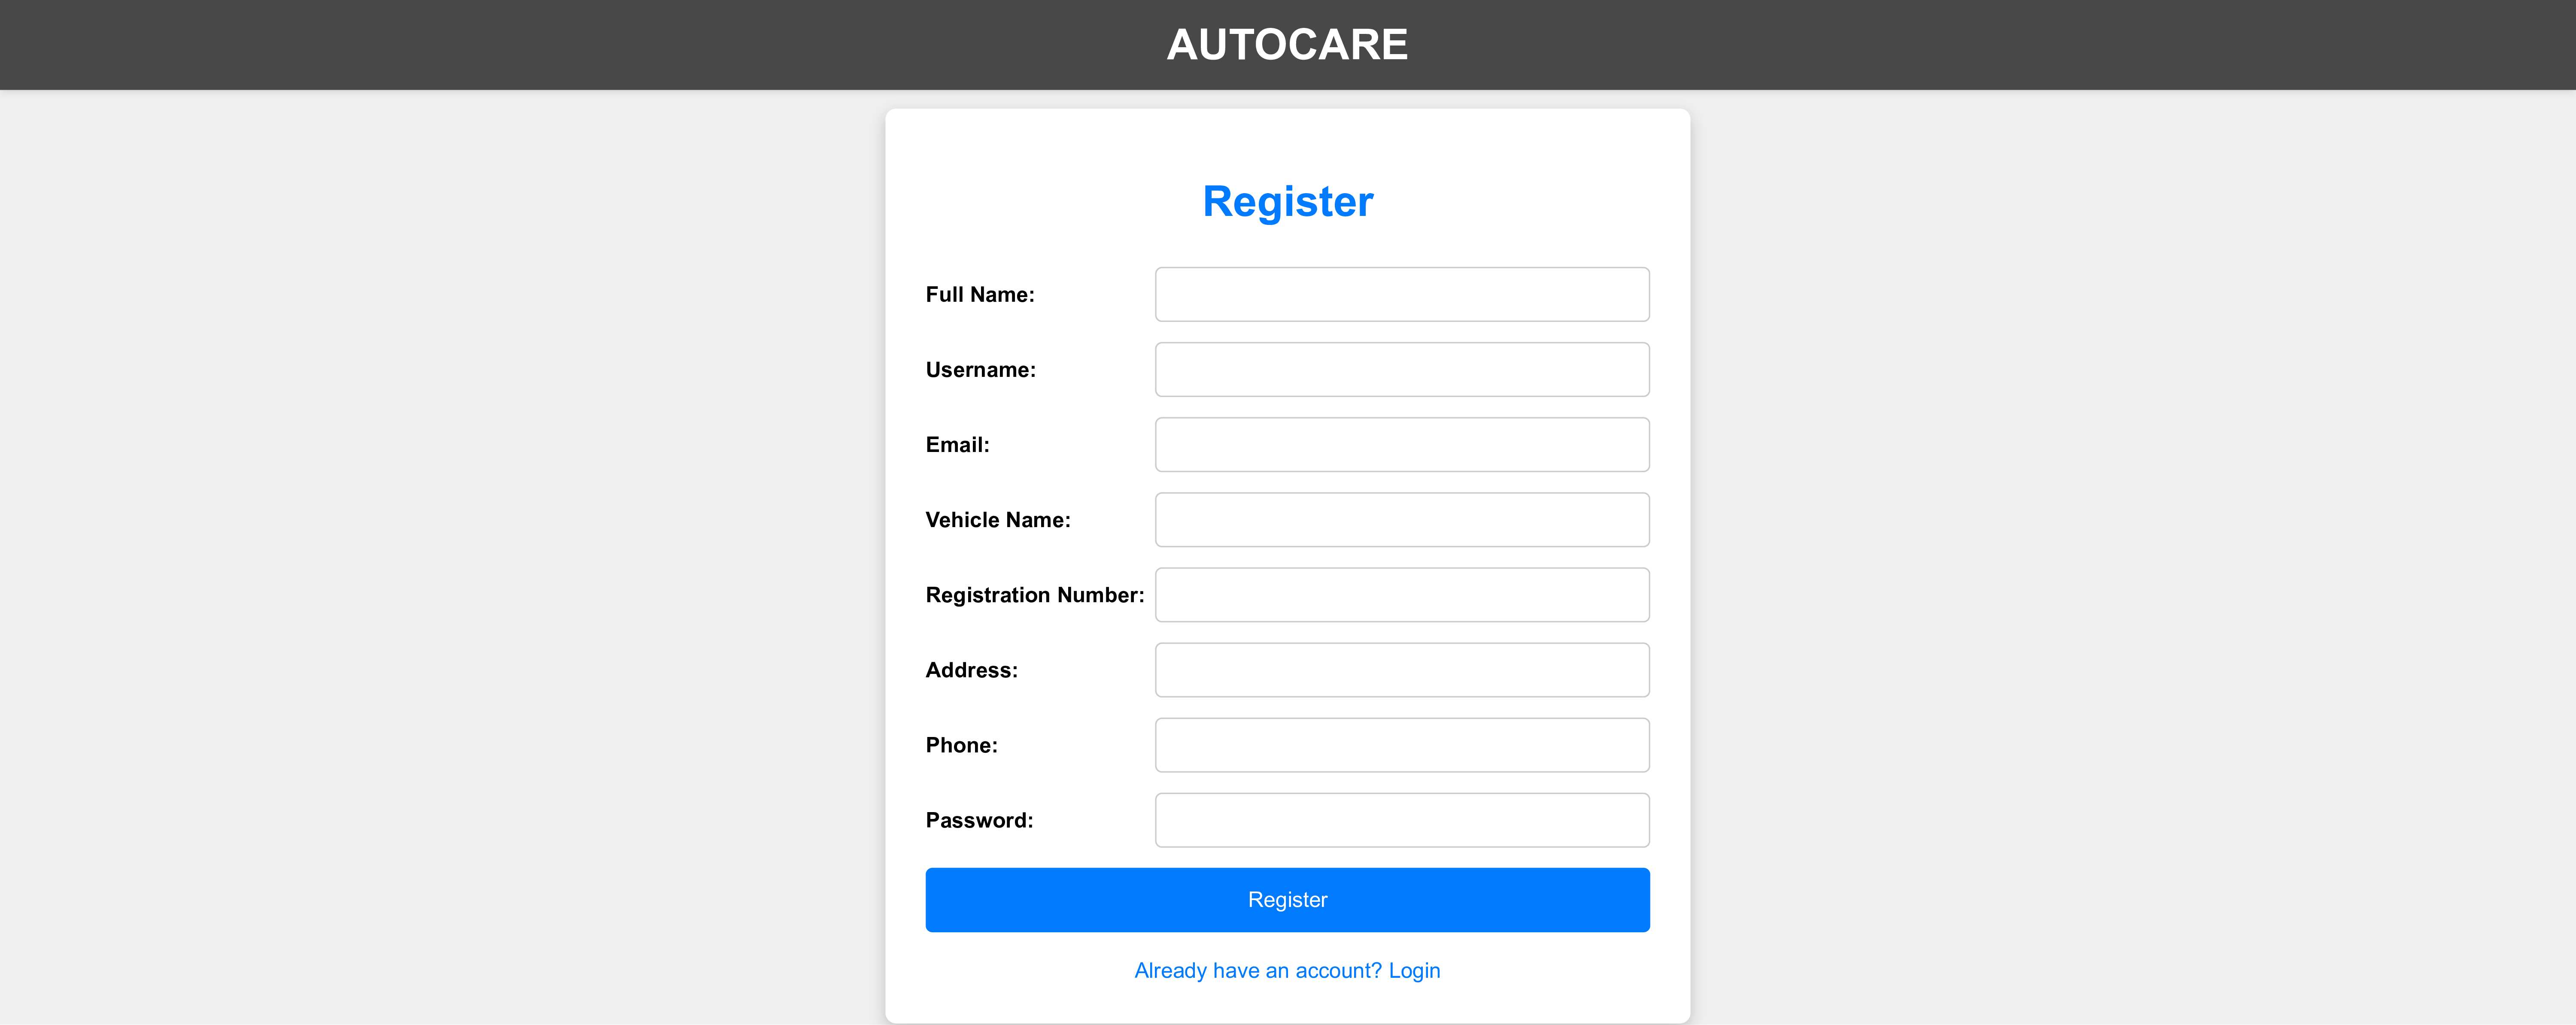 AUTOCARE
Register
Full Name:
Username:
Email:
Vehicle Name:
Registration Number:
Address:
Phone:
Password:
Register
Already have an account? Login